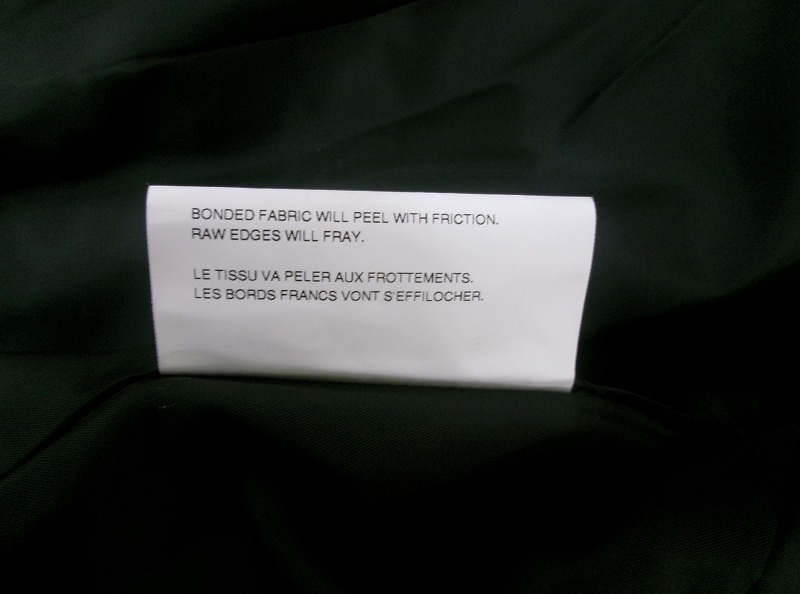 BONDED FABRIC WILL PEEL WITH FRICTION.
RAW EDGES WILL FRAY.
LE TISSU VA PELER AUX FROTTEMENTS.
LES BORDS FRANCS VONT S'EFFILOCHER.